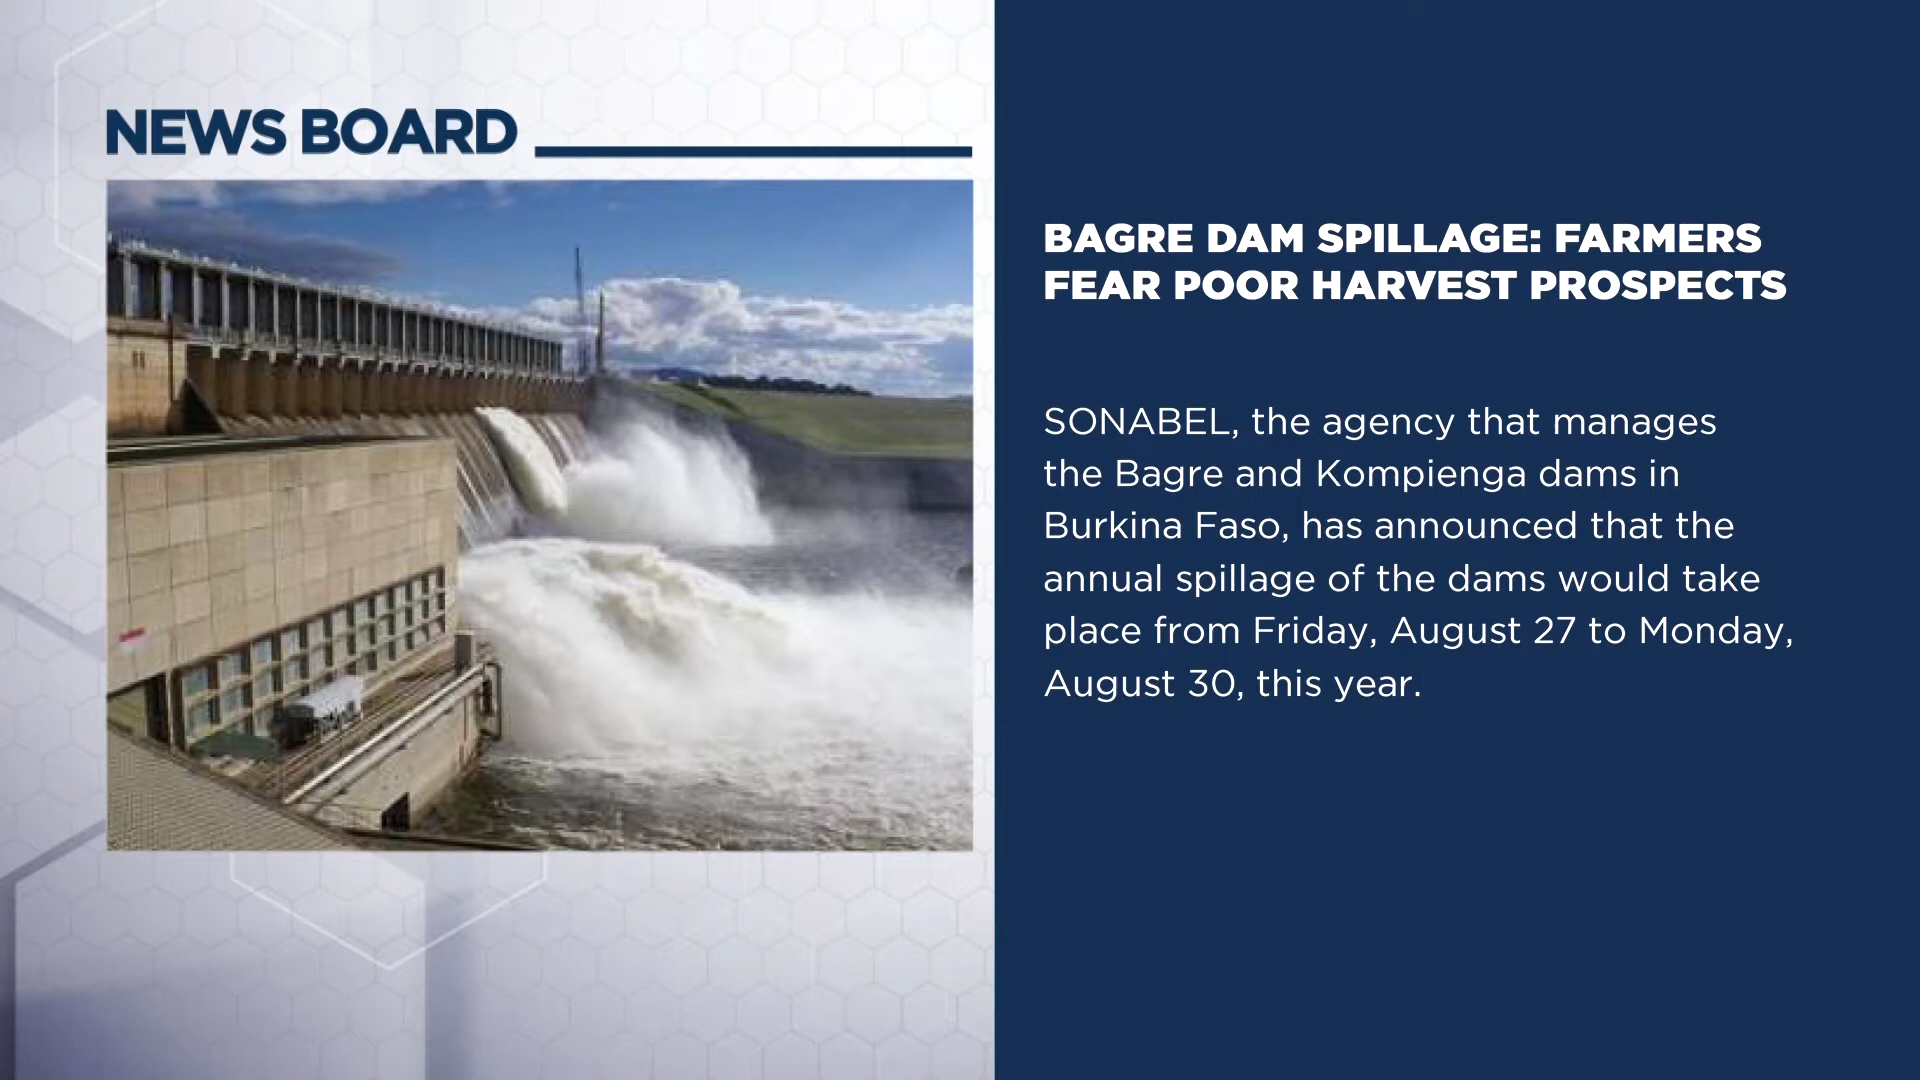 NEWS BOARD
BAGRE DAM SPILLAGE: FARMERS
FEAR POOR HARVEST PROSPECTS
SONABEL, the agency that manages
the Bagre and Kompienga dams in
Burkina Faso, has announced that the
annual spillage of the dams would take
place from Friday, August 27 to Monday,
August 30, this year.